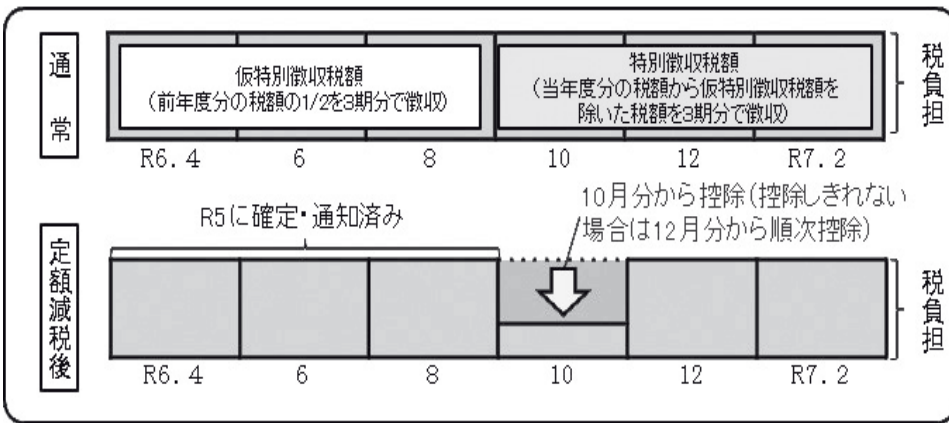 通常
仮特別徴収税額
(前年度分の税額の1/2を3期分で徴収)
特別徴収税額
(当年度分の税額から仮特別徴収税額を
除いた税額を3期分で徴収)
税負担
R6.4 6 8 10 12 R7.2
R5に確定・通知済み
10月分から控除(控除しきれない
場合は12月分から順次控除)
定額減税後
税負担
R6.4 6 8 10 12 R7.2